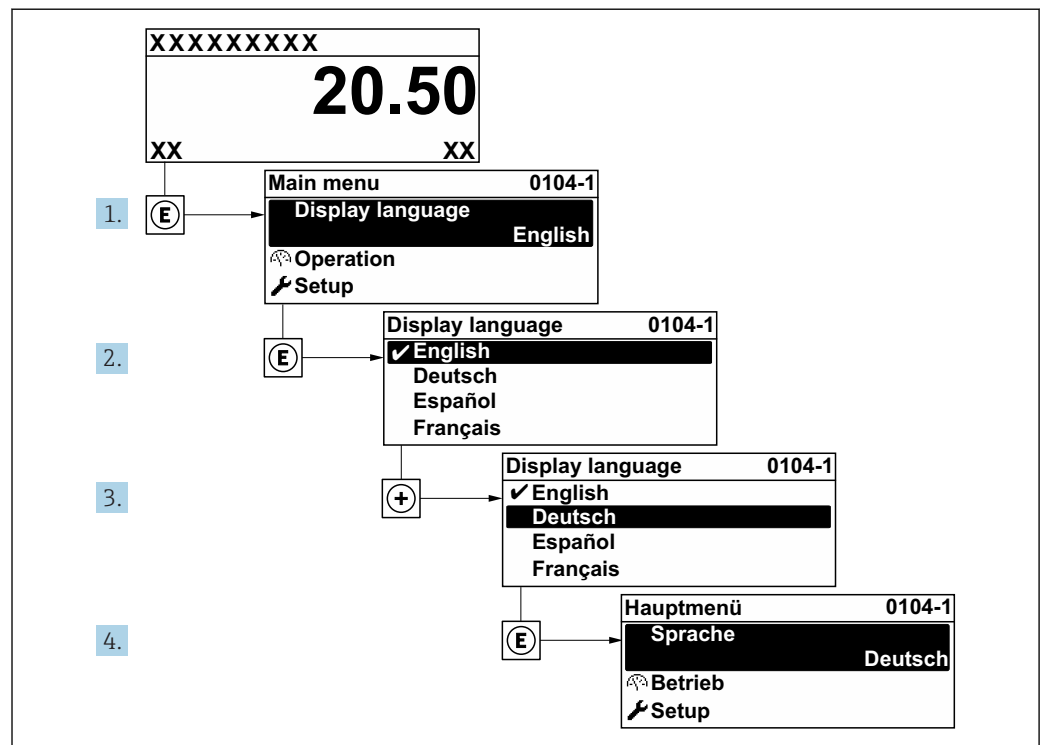 XXXXXXXXX
20.50
XX XX
1. E
Main menu 0104-1
Display language
English
Operation
Setup
2. E
Display language 0104-1
✔ English
Deutsch
Español
Français
3. +
Display language 0104-1
✔ English
Deutsch
Español
Français
4. E
Hauptmenü 0104-1
Sprache
Deutsch
Betrieb
Setup